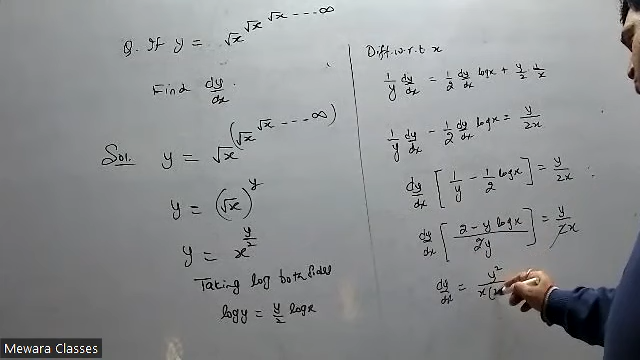 Q. If y = √x^√x^√x^----∞
Find dy/dx.
Sol. y = √x^(√x^√x^----∞)
y = (√x)^y
y = x^(y/2)
Taking log both sides
log y = y/2 log x
Diff w.r.t x
1/y dy/dx = 1/2 dy/dx log x + y/2 · 1/x
1/y dy/dx - 1/2 dy/dx log x = y/2x
dy/dx [1/y - 1/2 log x] = y/2x
dy/dx [(2 - y log x)/2y] = y/2x
dy/dx = y²/x(
Mewara Classes